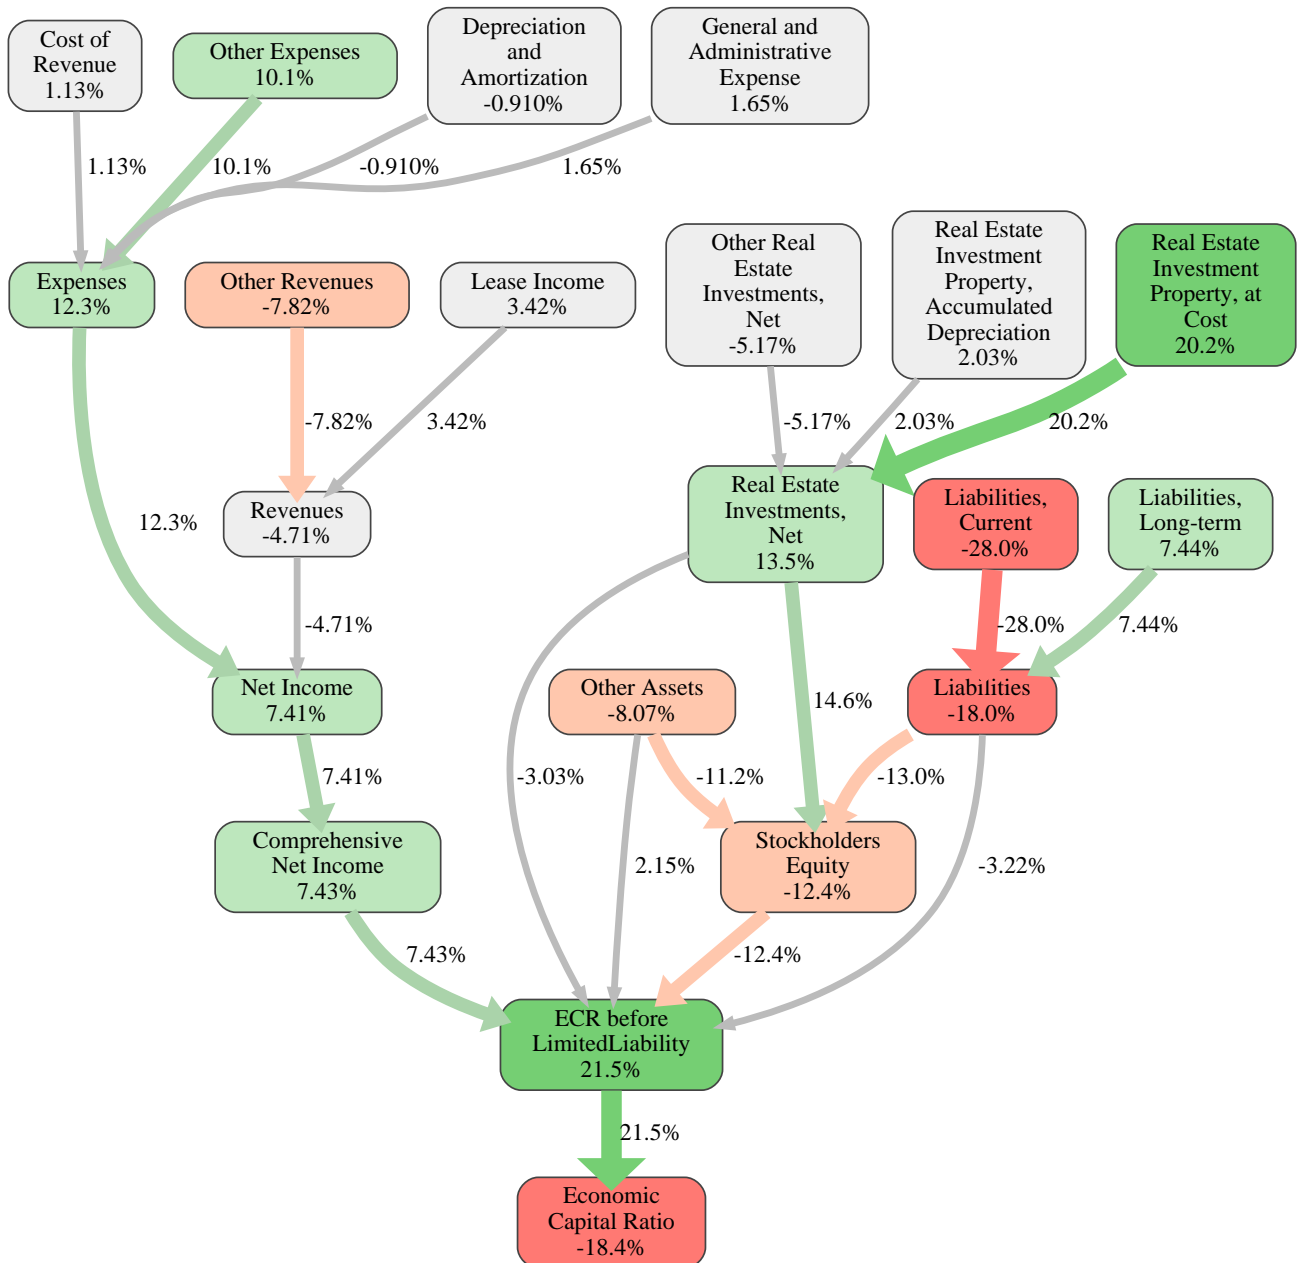 Cost of
Revenue
1.13%
Other Expenses
10.1%
Depreciation
and
Amortization
-0.910%
General and
Administrative
Expense
1.65%
1.13%
10.1%
-0.910%
1.65%
Expenses
12.3%
Other Revenues
-7.82%
Lease Income
3.42%
Other Real
Estate
Investments,
Net
-5.17%
Real Estate
Investment
Property,
Accumulated
Depreciation
2.03%
Real Estate
Investment
Property, at
Cost
20.2%
-7.82%
3.42%
-5.17%
2.03%
20.2%
12.3%
Revenues
-4.71%
Real Estate
Investments,
Net
13.5%
Liabilities,
Current
-28.0%
Liabilities,
Long-term
7.44%
-4.71%
-28.0%
7.44%
Net Income
7.41%
Other Assets
-8.07%
14.6%
Liabilities
-18.0%
7.41%
-3.03%
-11.2%
-13.0%
Comprehensive
Net Income
7.43%
2.15%
Stockholders
Equity
-12.4%
-3.22%
7.43%
-12.4%
ECR before
LimitedLiability
21.5%
21.5%
Economic
Capital Ratio
-18.4%